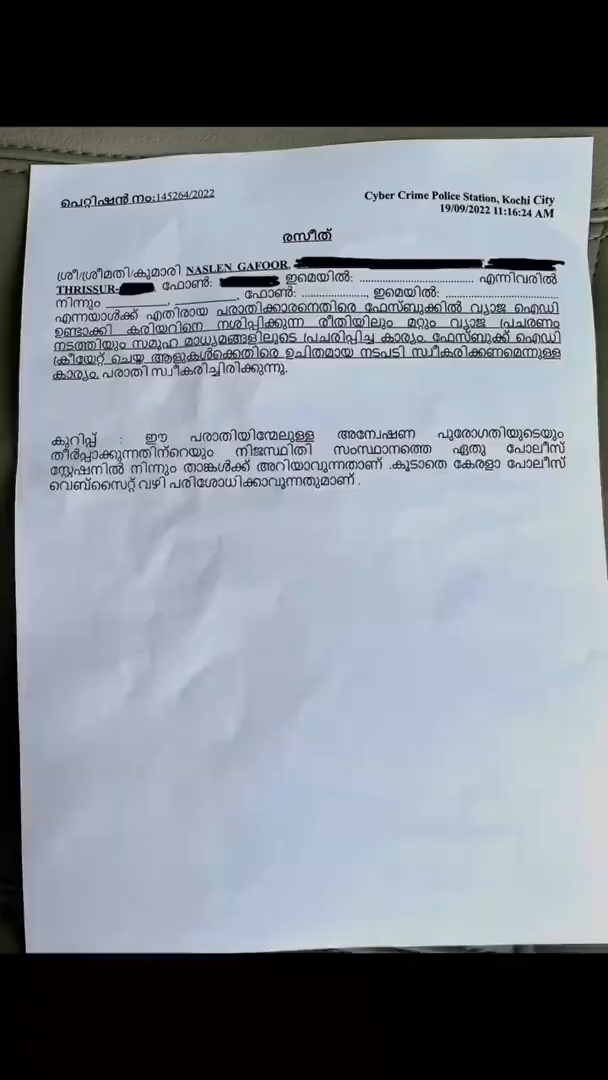 പെറ്റിഷൻ നം:145264/2022
Cyber Crime Police Station, Kochi City
19/09/2022 11:16:24 AM
രസീത്
ശ്രീ/ശ്രീമതി/കുമാരി NASLEN GAFOOR,
THRISSUR- ഫോൺ: ഇമെയിൽ: .............................. എന്നിവരിൽ
നിന്നും __________, __________, ഫോൺ: ...................., ഇമെയിൽ: ..............................
എന്നയാൾക്ക് എതിരായ പരാതിക്കാരനെതിരെ ഫേസ്ബുക്കിൽ വ്യാജ ഐഡി
ഉണ്ടാക്കി കരിയറിനെ നശിപ്പിക്കുന്ന രീതിയിലും മറ്റും വ്യാജ പ്രചരണം
നടത്തിയും സമൂഹ മാധ്യമങ്ങളിലൂടെ പ്രചരിപ്പിച്ച കാര്യം. ഫേസ്ബുക്ക് ഐഡി
ക്രീയേറ്റ് ചെയ്ത ആളുകൾക്കെതിരെ ഉചിതമായ നടപടി സ്വീകരിക്കണമെന്നുള്ള
കാര്യം. പരാതി സ്വീകരിച്ചിരിക്കുന്നു.
കുറിപ്പ് : ഈ പരാതിയിന്മേലുള്ള അന്വേഷണ പുരോഗതിയുടെയും
തീർപ്പാക്കുന്നതിന്റെയും നിജസ്ഥിതി സംസ്ഥാനത്തെ ഏതു പോലീസ്
സ്റ്റേഷനിൽ നിന്നും താങ്കൾക്ക് അറിയാവുന്നതാണ് .കൂടാതെ കേരളാ പോലീസ്
വെബ്സൈറ്റ് വഴി പരിശോധിക്കാവുന്നതുമാണ് .